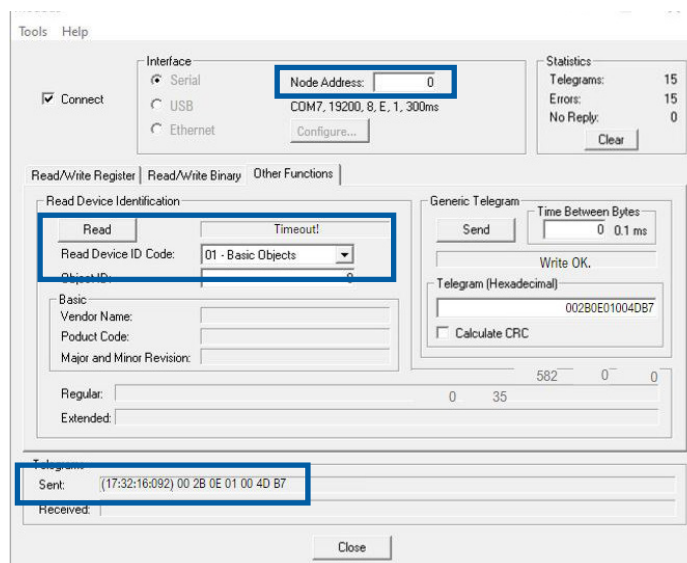 Tools Help
Interface
Connect
Serial
USB
Ethernet
Node Address: 0
COM7, 19200, 8, E, 1, 300ms
Configure...
Statistics
Telegrams: 15
Errors: 15
No Reply: 0
Clear
Read/Write Register Read/Write Binary Other Functions
Read Device Identification
Read Timeout!
Read Device ID Code: 01 - Basic Objects
Object ID: 0
Basic
Vendor Name:
Poduct Code:
Major and Minor Revision:
Regular:
Extended:
Generic Telegram
Send
Time Between Bytes
0 0.1 ms
Write OK.
Telegram (Hexadecimal)
002B0E01004DB7
Calculate CRC
582 0 0
0 35
Telegrams
Sent: (17:32:16:092) 00 2B 0E 01 00 4D B7
Received:
Close